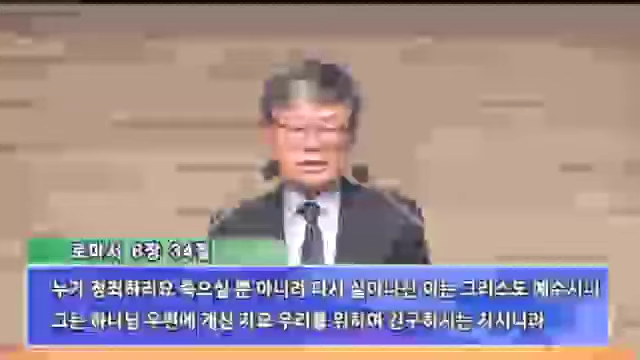 로마서 8장 34절
누가 정죄하리요 죽으실 뿐 아니라 다시 살아나신 이는 그리스도 예수시니
그는 하나님 우편에 계신 자요 우리를 위하여 간구하시는 자시니라